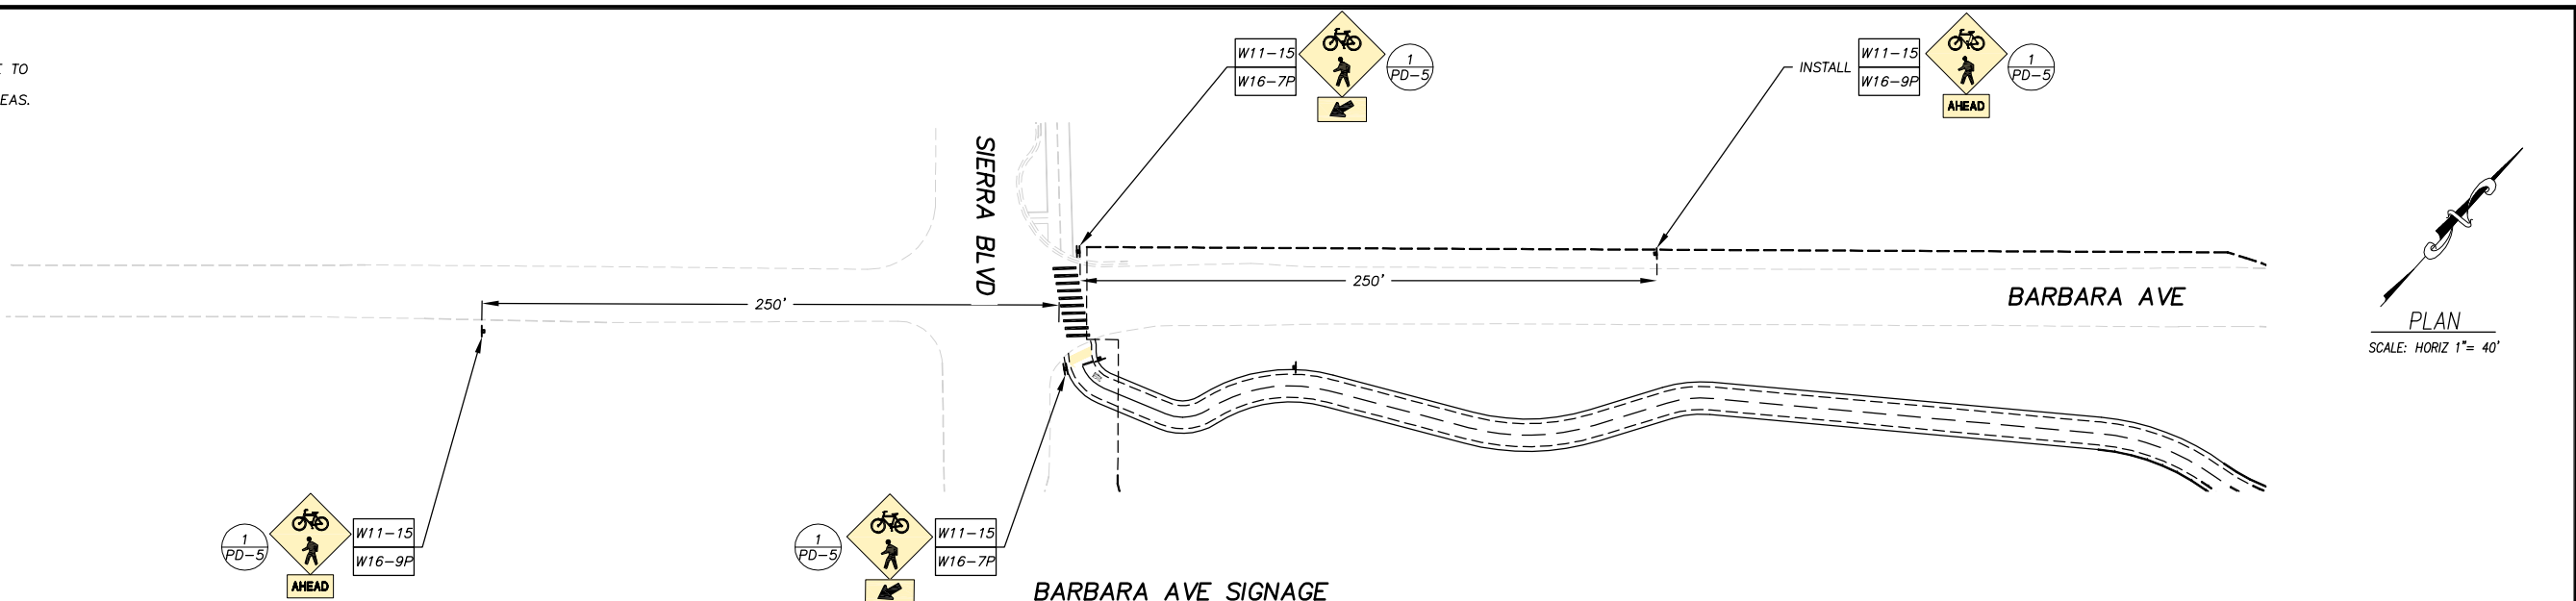 E TO
EAS.
W11-15
W16-7P
1
PD-5
INSTALL
W11-15
W16-9P
AHEAD
1
PD-5
SIERRA BLVD
250'
250'
BARBARA AVE
PLAN
SCALE: HORIZ 1"= 40'
1
PD-5
AHEAD
W11-15
W16-9P
1
PD-5
W11-15
W16-7P
BARBARA AVE SIGNAGE